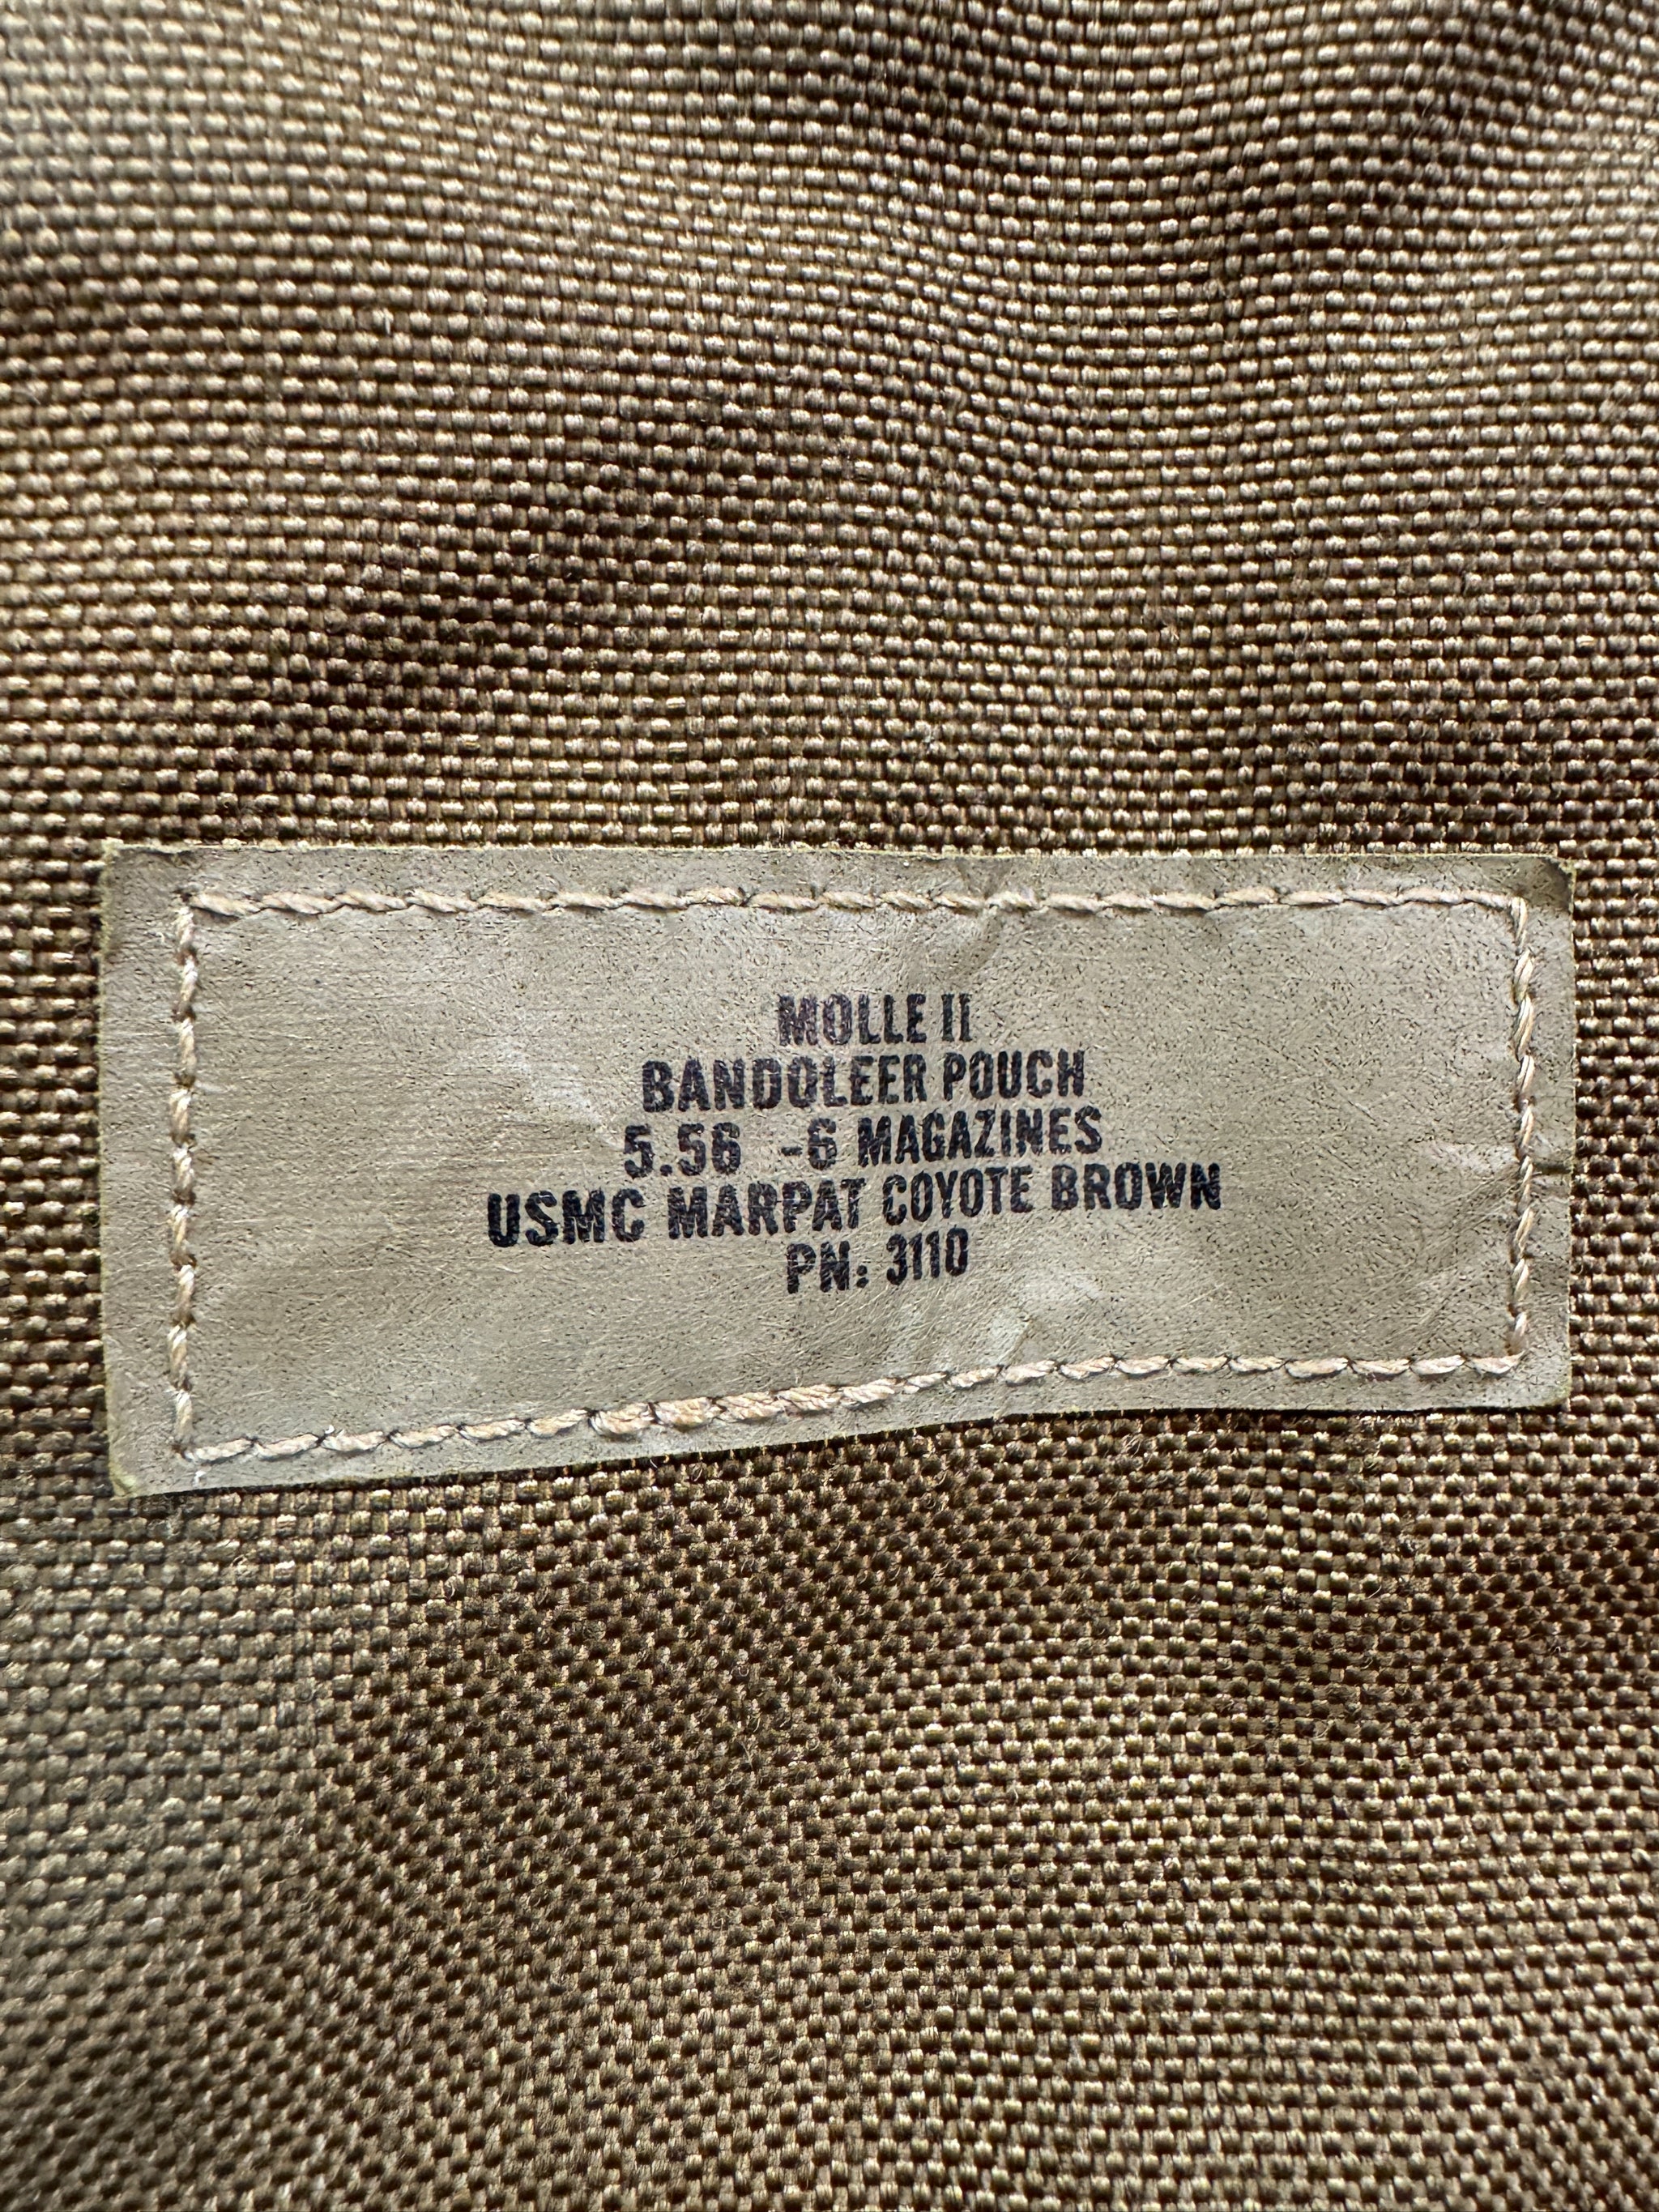 MOLLE II
BANDOLEER POUCH
5.56 -6 MAGAZINES
USMC MARPAT COYOTE BROWN
PN: 3110